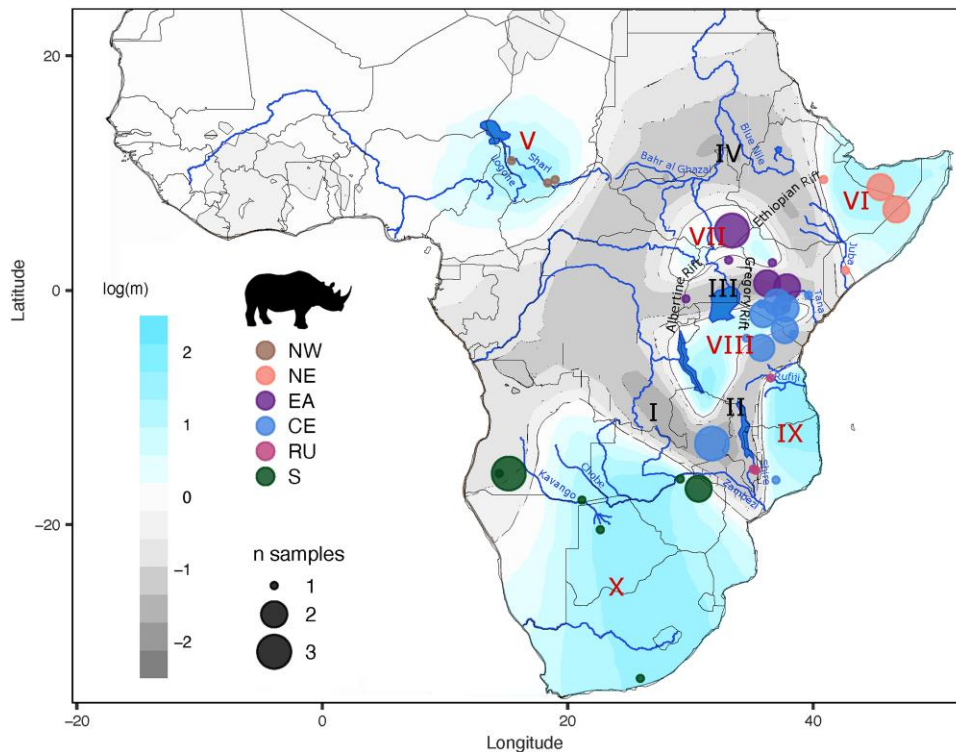 20
0
−20
Latitude
−20
0
20
40
Longitude
log(m)
2
1
0
−1
−2
NW
NE
EA
CE
RU
S
n samples
1
2
3
V
Logone
Shari
IV
Bahr al Ghazal
Blue Nile
Ethiopian Rift
VI
VII
Juba
Albertine Rift
III
Gregory Rift
Tana
VIII
Rufiji
I
II
IX
Shire
Kavango
Chobe
Zambezi
X